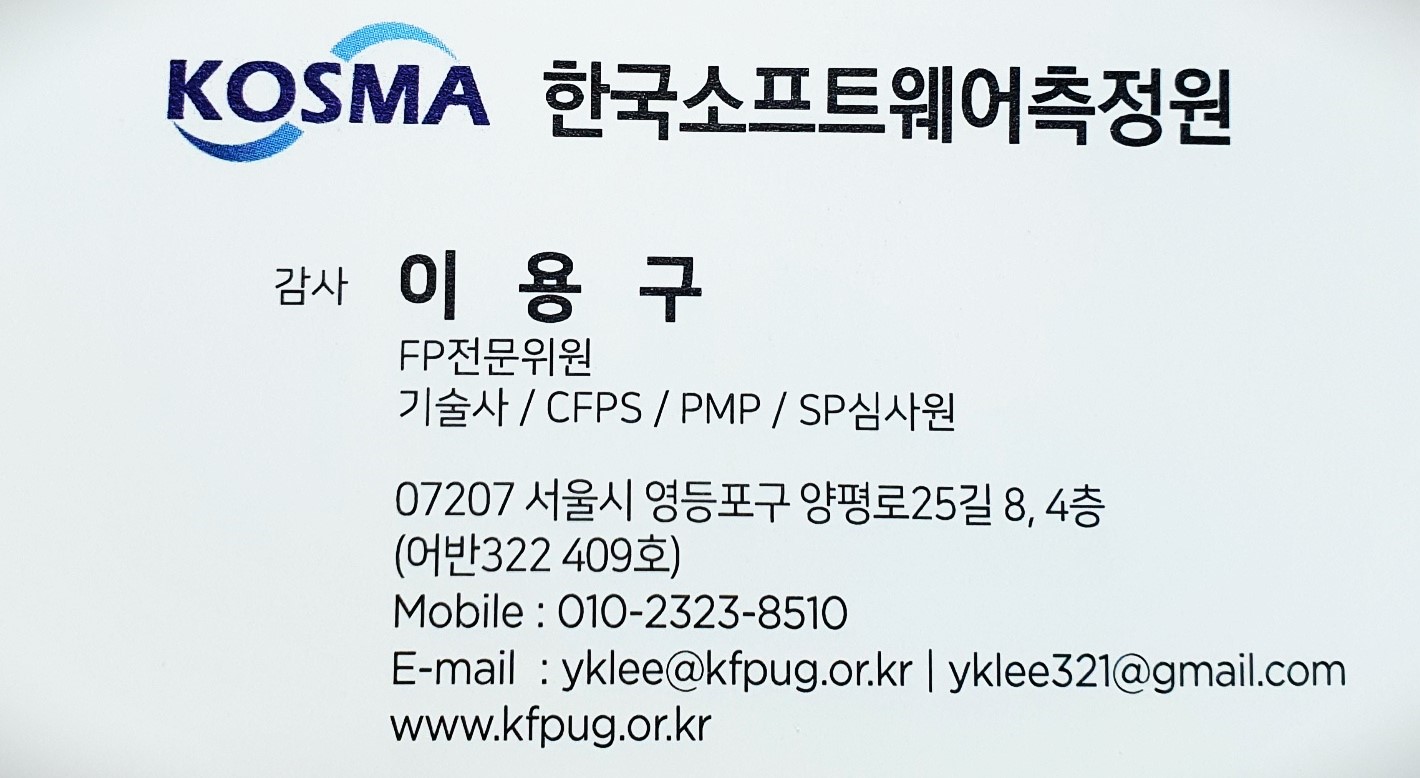 KOSMA 한국소프트웨어측정원
감사 이 용 구
FP전문위원
기술사 / CFPS / PMP / SP심사원
07207 서울시 영등포구 양평로25길 8, 4층
(어반322 409호)
Mobile : 010-2323-8510
E-mail : yklee@kfpug.or.kr | yklee321@gmail.com
www.kfpug.or.kr